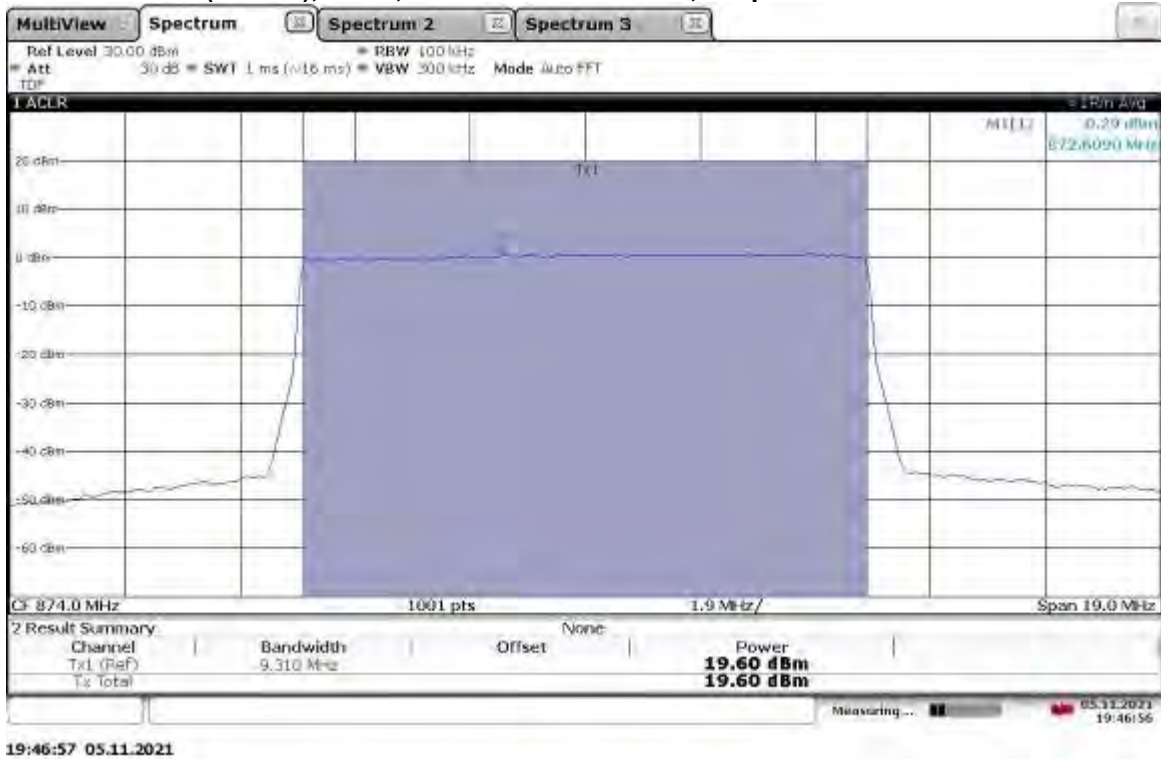 MultiView Spectrum Spectrum 2 Spectrum 3
Ref Level 30.00 dBm RBW 100 kHz
Att 30 dB SWT 1 ms (~16 ms) VBW 300 kHz Mode Auto FFT
TDF
1 ACLR 1Rm Avg
M1[1] 0.29 dBm
872.6090 MHz
Tx1
20 dBm
10 dBm
0 dBm
-10 dBm
-20 dBm
-30 dBm
-40 dBm
-50 dBm
-60 dBm
CF 874.0 MHz 1001 pts 1.9 MHz/ Span 19.0 MHz
2 Result Summary None
Channel Bandwidth Offset Power
Tx1 (Ref) 9.310 MHz 19.60 dBm
Tx Total 19.60 dBm
Measuring... 05.11.2021
19:46:56
19:46:57 05.11.2021